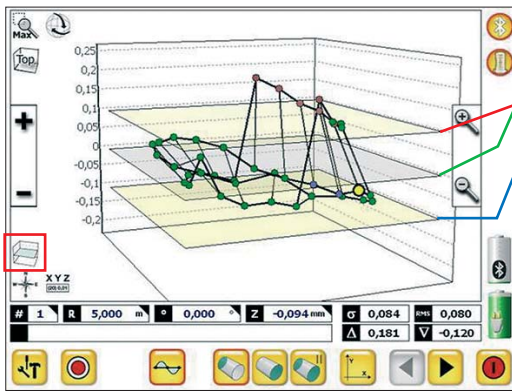 Max
Top
0,25
0,2
0,15
0,1
0,05
0
-0,05
-0,1
-0,15
-0,2
+
-
X Y Z
# 1 R 5,000 m ° 0,000 ° Z -0,094 mm σ 0,084 RMS 0,080
Δ 0,181 ∇ -0,120
Y
X